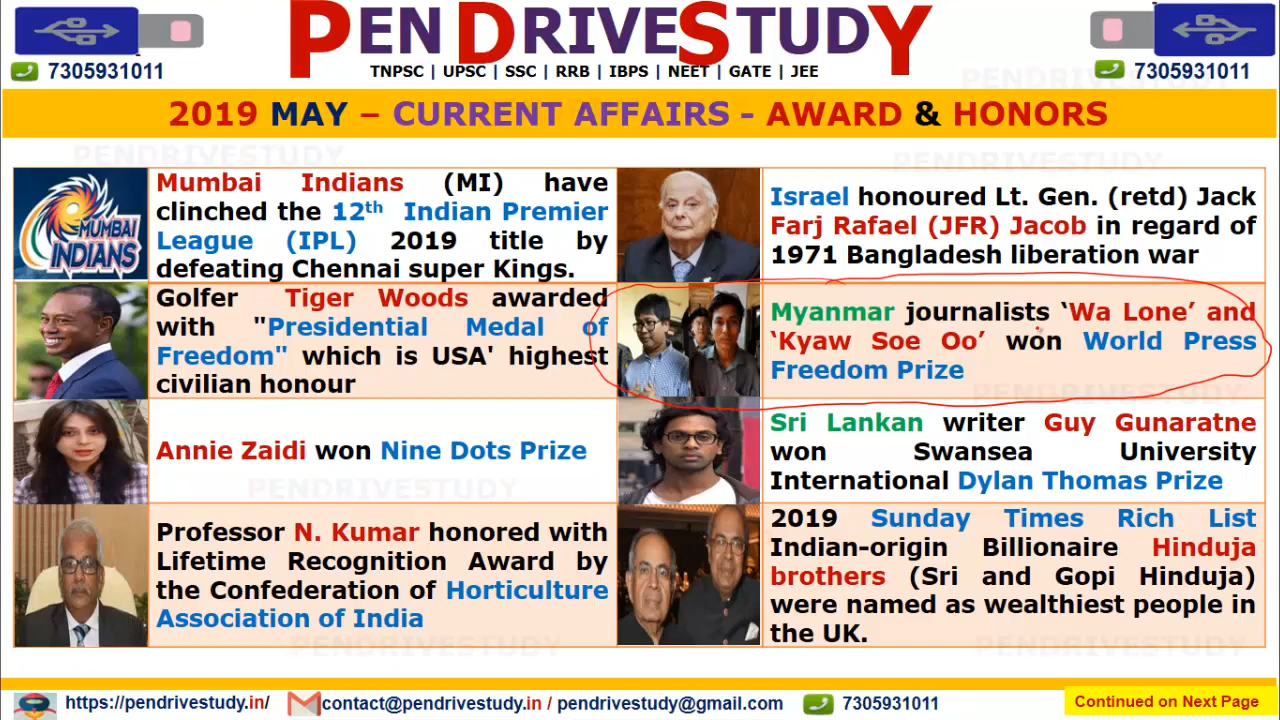 PENDRIVESTUDY
TNPSC | UPSC | SSC | RRB | IBPS | NEET | GATE | JEE
7305931011
7305931011
PENDRIVESTUDY
2019 MAY – CURRENT AFFAIRS - AWARD & HONORS
PENDRIVESTUDY
PENDRIVESTUDY
MUMBAI
INDIANS
Mumbai Indians (MI) have
clinched the 12th Indian Premier
League (IPL) 2019 title by
defeating Chennai super Kings.
Israel honoured Lt. Gen. (retd) Jack
Farj Rafael (JFR) Jacob in regard of
1971 Bangladesh liberation war
Golfer Tiger Woods awarded
with "Presidential Medal of
Freedom" which is USA' highest
civilian honour
Myanmar journalists ‘Wa Lone’ and
‘Kyaw Soe Oo’ won World Press
Freedom Prize
PENDRIVESTUDY
Annie Zaidi won Nine Dots Prize
PENDRIVESTUDY
Sri Lankan writer Guy Gunaratne
won Swansea University
International Dylan Thomas Prize
Professor N. Kumar honored with
Lifetime Recognition Award by
the Confederation of Horticulture
Association of India
PENDRIVESTUDY
2019 Sunday Times Rich List
Indian-origin Billionaire Hinduja
brothers (Sri and Gopi Hinduja)
were named as wealthiest people in
the UK.
PENDRIVESTUDY
https://pendrivestudy.in/
contact@pendrivestudy.in / pendrivestudy@gmail.com
7305931011
Continued on Next Page